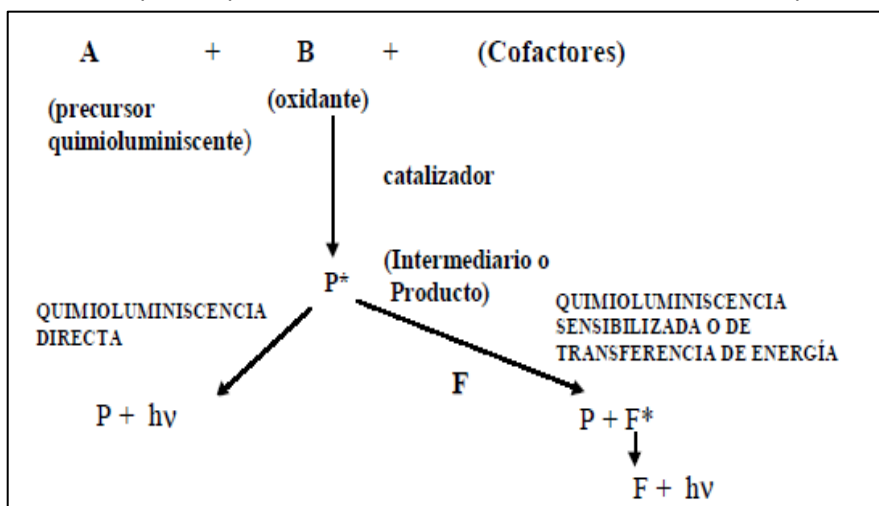 A + B + (Cofactores)
(precursor
quimioluminiscente)
(oxidante)
catalizador
P*
(Intermediario o
Producto)
QUIMIOLUMINISCENCIA
DIRECTA
QUIMIOLUMINISCENCIA
SENSIBILIZADA O DE
TRANSFERENCIA DE ENERGÍA
F
P + hν
P + F*
F + hν